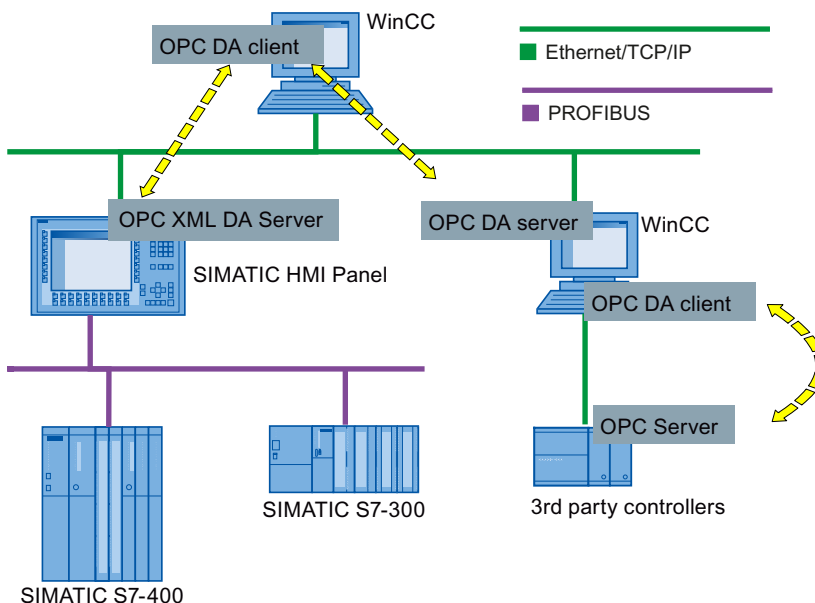 WinCC
OPC DA client
Ethernet/TCP/IP
PROFIBUS
OPC XML DA Server
OPC DA server
WinCC
SIMATIC HMI Panel
OPC DA client
OPC Server
SIMATIC S7-300
3rd party controllers
SIMATIC S7-400